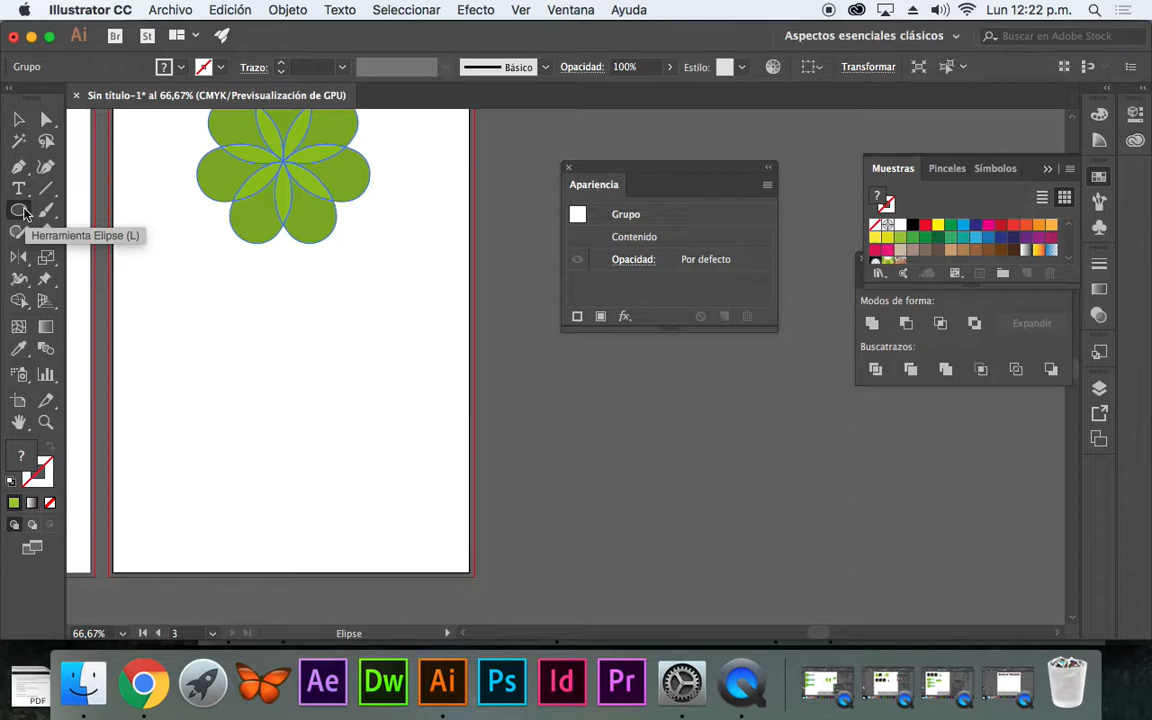 Illustrator CC Archivo Edición Objeto Texto Seleccionar Efecto Ver Ventana Ayuda Lun 12:22 p.m.
Ai Br St Aspectos esenciales clásicos Buscar en Adobe Stock
Grupo ? Trazo: Básico Opacidad: 100% Estilo: Transformar
× Sin título-1* al 66,67% (CMYK/Previsualización de GPU)
Muestras Pinceles Símbolos
Apariencia
?
Grupo
Herramienta Elipse (L)
Contenido
Opacidad: Por defecto
Modos de forma:
fx
Expandir
Buscatrazos:
?
66,67% 3 Elipse
PDF Ae Dw Ai Ps Id Pr